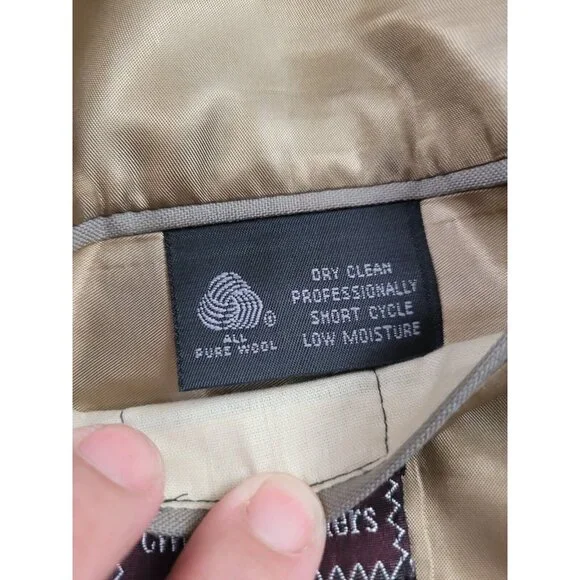 ALL
PURE WOOL
DRY CLEAN
PROFESSIONALLY
SHORT CYCLE
LOW MOISTURE